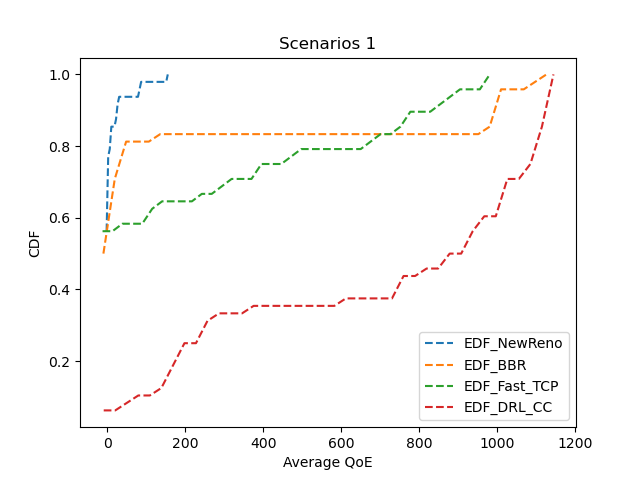 Scenarios 1
CDF
1.0
0.8
0.6
0.4
0.2
0
200
400
600
800
1000
1200
Average QoE
EDF_NewReno
EDF_BBR
EDF_Fast_TCP
EDF_DRL_CC